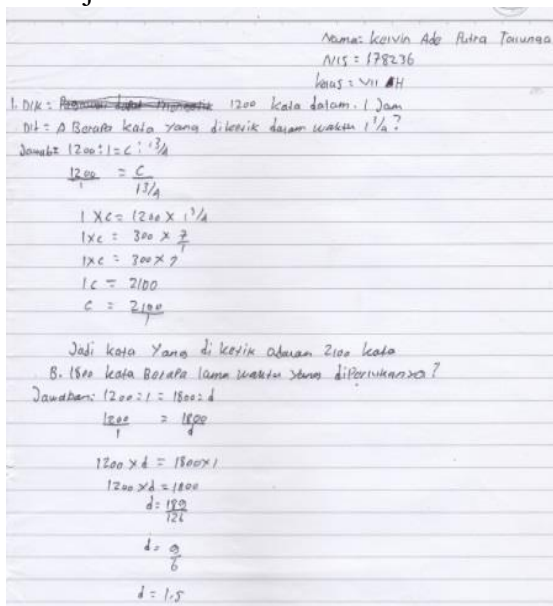 Nama: Kelvin Ade Putra Tarunga
NIS = 178236
Kelas = VII H
1. Dik = 1200 kata dalam. 1 Jam
Dit = A Berapa kata yang diketik dalam waktu 1 3/4?
Jawab = 1200 : 1 = c : 1 3/4
1200/1 = c/1 3/4
1 x c = 1200 x 1 3/4
1 x c = 300 x 7/1
1 x c = 300 x 7
1 c = 2100
c = 2100/1
Jadi kata yang di ketik adalah 2100 kata
B. 1800 kata Berapa lama waktu yang diperlukannya?
Jawaban: 1200 : 1 = 1800 : d
1200/1 = 1800/d
1200 x d = 1800 x 1
1200 x d = 1800
d = 180/120
d = 9/6
d = 1.5